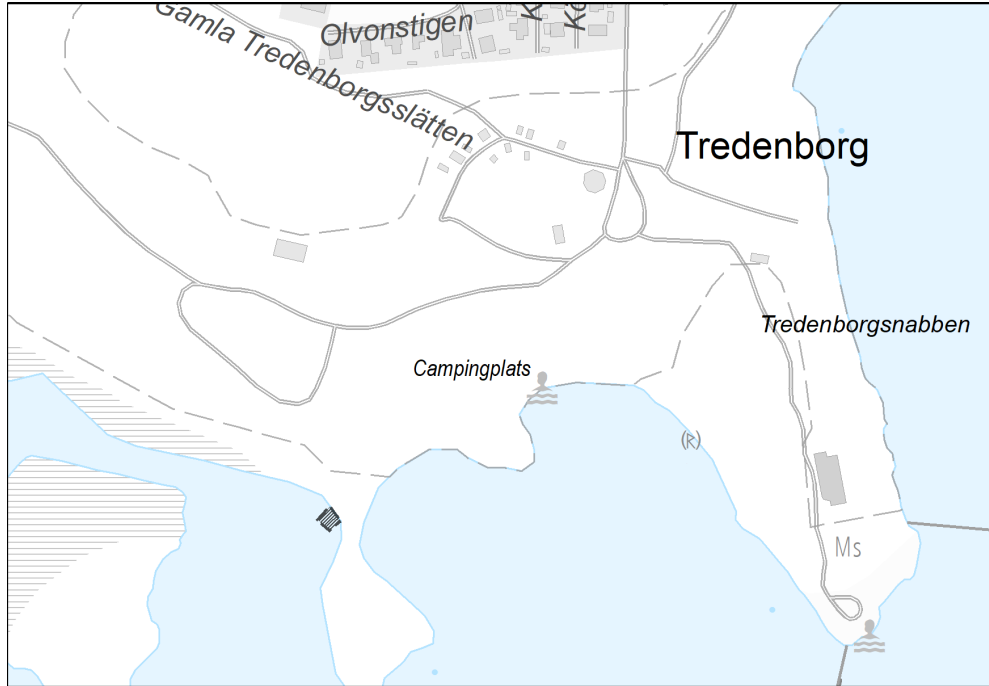 Olvonstigen
Gamla Tredenborgsslätten
Tredenborg
Tredenborgsnabben
Campingplats
(R)
Ms